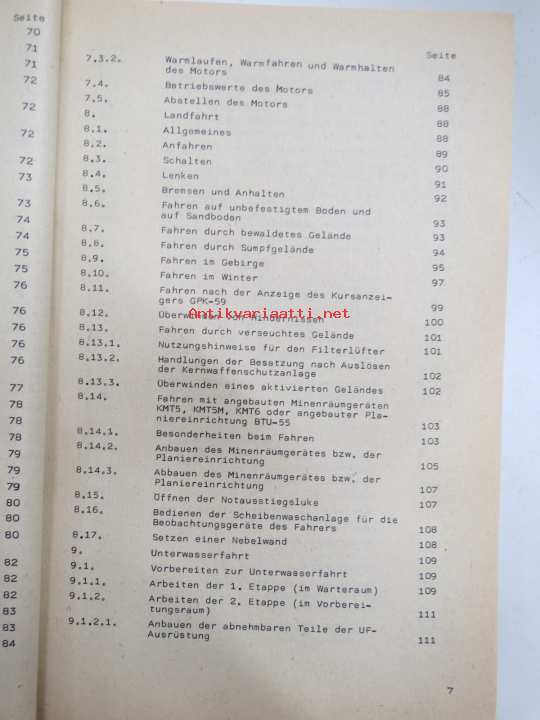 Seite
70
71
71
72
72
72
72
73
73
74
74
75
75
76
76
76
76
76
77
78
78
78
79
79
79
80
80
80
82
82
82
83
83
84
Seite
7.3.2. Warmlaufen, Warmfahren und Warmhalten
des Motors 84
7.4. Betriebswerte des Motors 85
7.5. Abstellen des Motors 88
8. Landfahrt 88
8.1. Allgemeines 88
8.2. Anfahren 89
8.3. Schalten 90
8.4. Lenken 91
8.5. Bremsen und Anhalten 92
8.6. Fahren auf unbefestigtem Boden und
auf Sandboden 93
8.7. Fahren durch bewaldetes Gelände 93
8.8. Fahren durch Sumpfgelände 94
8.9. Fahren im Gebirge 95
8.10. Fahren im Winter 97
8.11. Fahren nach der Anzeige des Kursanzei-
gers GPK-59 99
8.12. Überwinden von Hindernissen 100
Antikvariaatti.net
8.13. Fahren durch verseuchtes Gelände 101
8.13.1. Nutzungshinweise für den Filterlüfter 101
8.13.2. Handlungen der Besatzung nach Auslösen
der Kernwaffenschutzanlage 102
8.13.3. Überwinden eines aktivierten Geländes 102
8.14. Fahren mit angebauten Minenräumgeräten
KMT5, KMT5M, KMT6 oder angebauter Pla-
niereinrichtung BTU-55 103
8.14.1. Besonderheiten beim Fahren 103
8.14.2. Anbauen des Minenräumgerätes bzw. der
Planiereinrichtung 105
8.14.3. Abbauen des Minenräumgerätes bzw. der
Planiereinrichtung 107
8.15. Öffnen der Notausstiegsluke 107
8.16. Bedienen der Scheibenwaschanlage für die
Beobachtungsgeräte des Fahrers 108
8.17. Setzen einer Nebelwand 108
9. Unterwasserfahrt 109
9.1. Vorbereiten zur Unterwasserfahrt 109
9.1.1. Arbeiten der 1. Etappe (im Warteraum) 109
9.1.2. Arbeiten der 2. Etappe (im Vorberei-
tungsraum) 111
9.1.2.1. Anbauen der abnehmbaren Teile der UF-
Ausrüstung 111
7